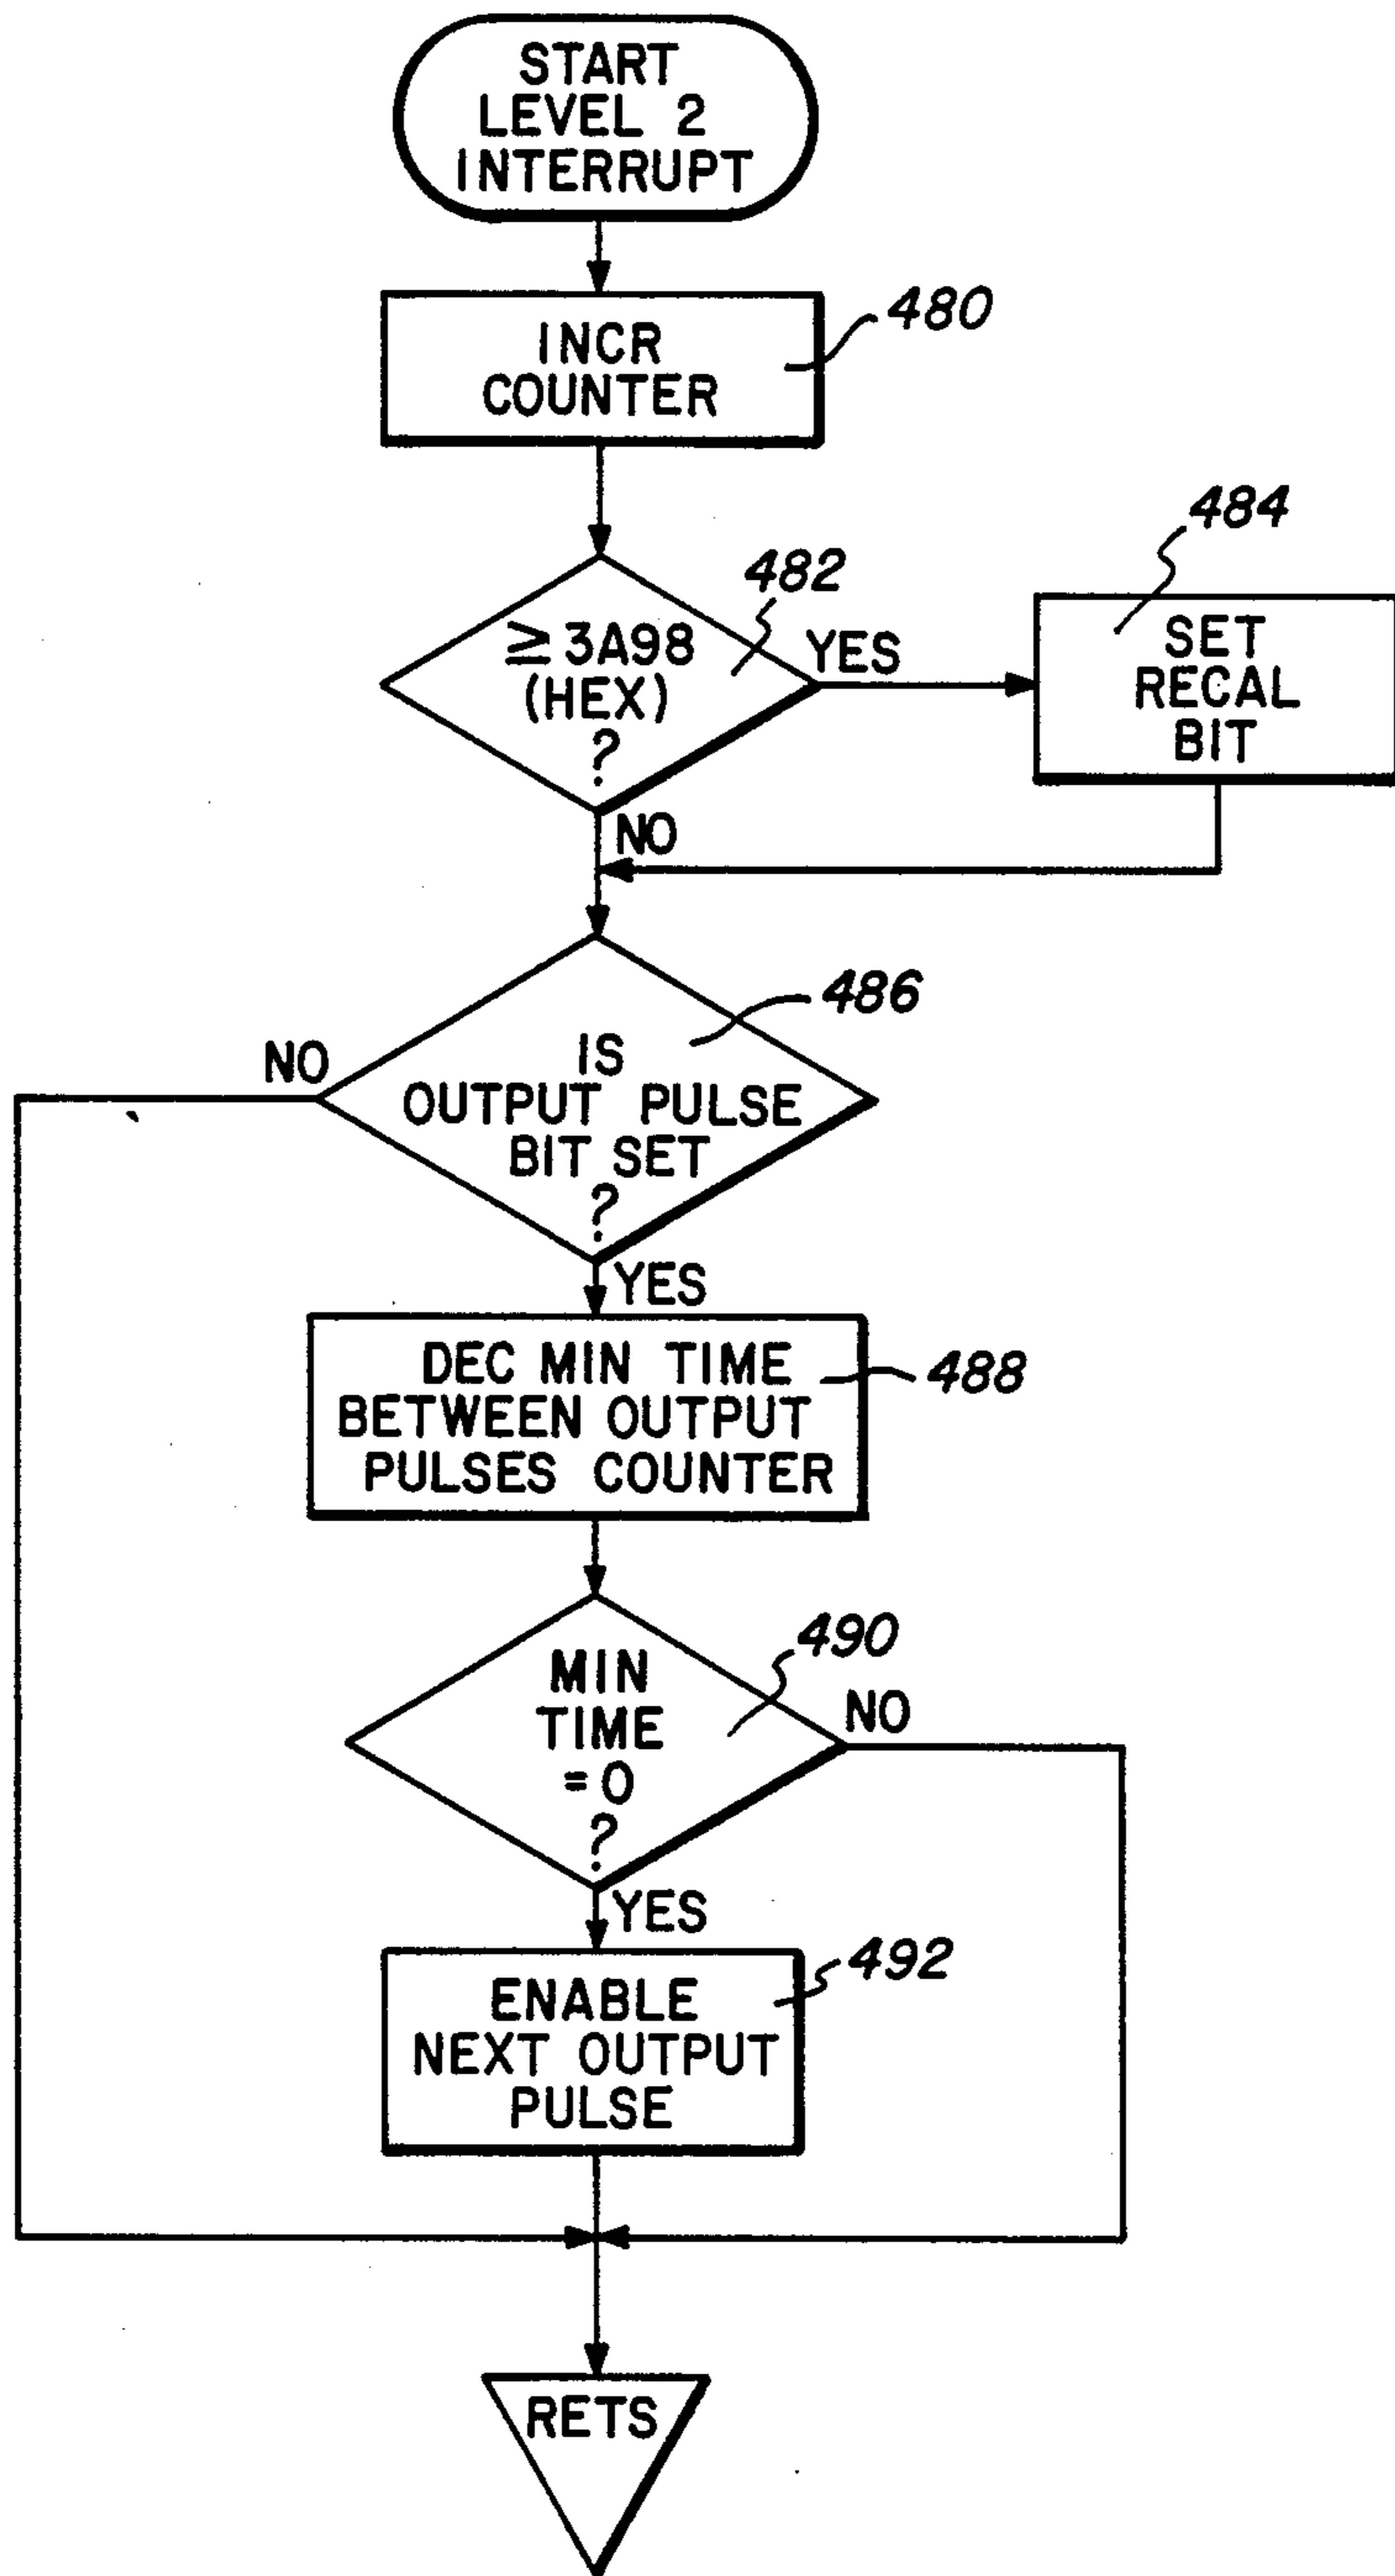 START
LEVEL 2
INTERRUPT
INCR
COUNTER
480
≥3A98
(HEX)
?
482
YES
NO
484
SET
RECAL
BIT
486
IS
OUTPUT PULSE
BIT SET
?
NO
YES
DEC MIN TIME
BETWEEN OUTPUT
PULSES COUNTER
488
MIN
TIME
=0
?
490
NO
YES
ENABLE
NEXT OUTPUT
PULSE
492
RETS